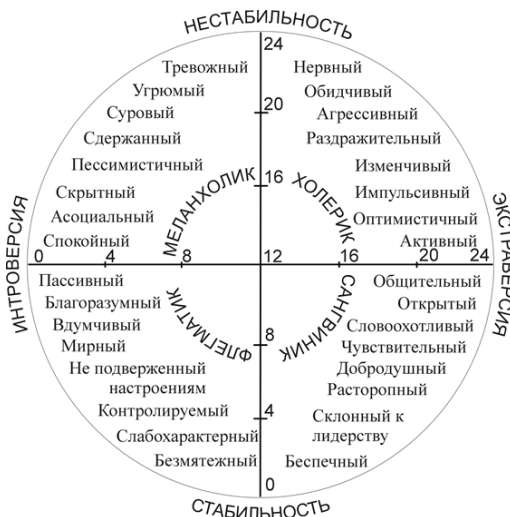 НЕСТАБИЛЬНОСТЬ
24
Тревожный
Нервный
Угрюмый
Обидчивый
20
Суровый
Агрессивный
Сдержанный
Раздражительный
Пессимистичный
Изменчивый
16
Скрытный
Импульсивный
Асоциальный
Оптимистичный
Спокойный
Активный
МЕЛАНХОЛИК
ХОЛЕРИК
ИНТРОВЕРСИЯ
ЭКСТРАВЕРСИЯ
0 4 8 12 16 20 24
Пассивный
Общительный
Благоразумный
Открытый
Вдумчивый
Словоохотливый
Мирный
Чувствительный
8
Не подверженный
настроениям
Добродушный
Расторопный
ФЛЕГМАТИК
САНГВИНИК
Контролируемый
4
Склонный к
лидерству
Слабохарактерный
Безмятежный
Беспечный
0
СТАБИЛЬНОСТЬ